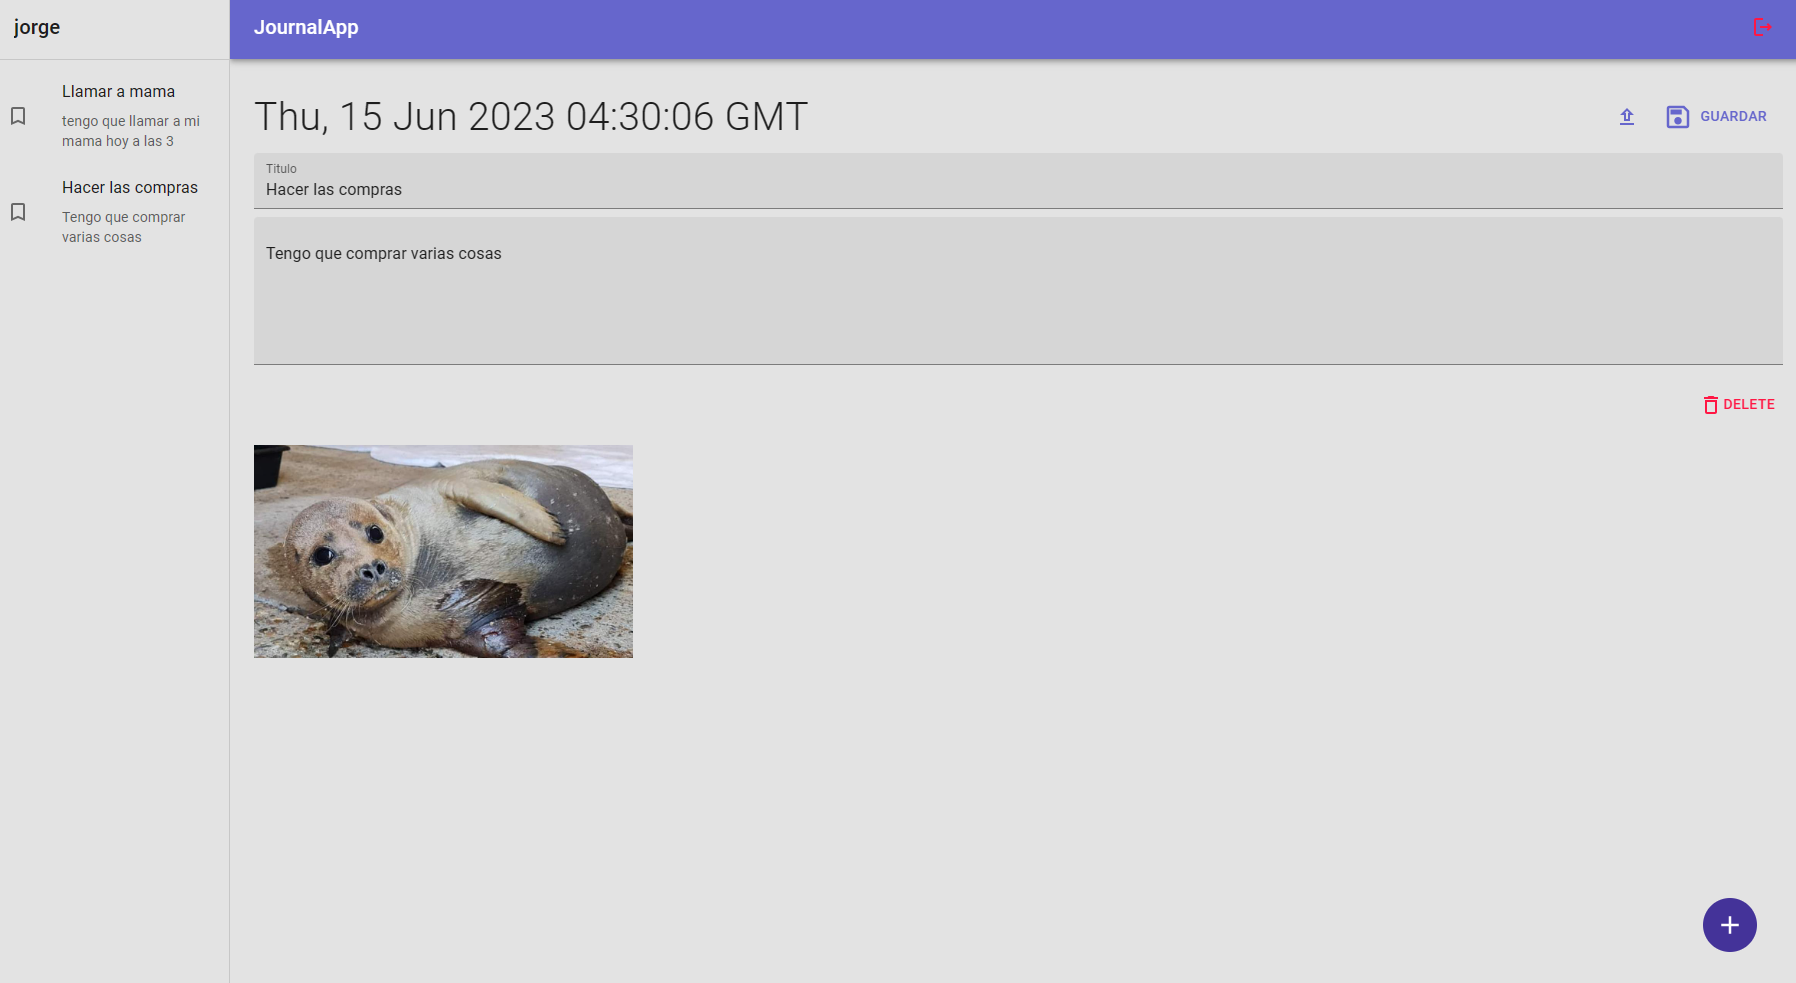 jorge
JournalApp
Llamar a mama
tengo que llamar a mi
mama hoy a las 3
Hacer las compras
Tengo que comprar
varias cosas
Thu, 15 Jun 2023 04:30:06 GMT
GUARDAR
Titulo
Hacer las compras
Tengo que comprar varias cosas
DELETE